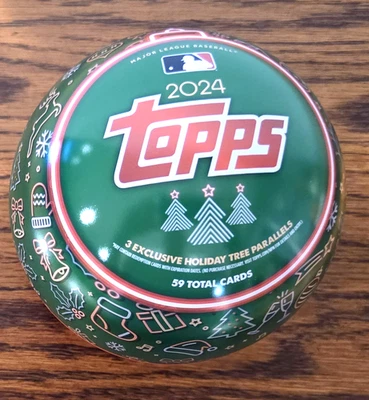 MAJOR LEAGUE BASEBALL®
2024
TOPPS
3 EXCLUSIVE HOLIDAY TREE PARALLELS
59 TOTAL CARDS